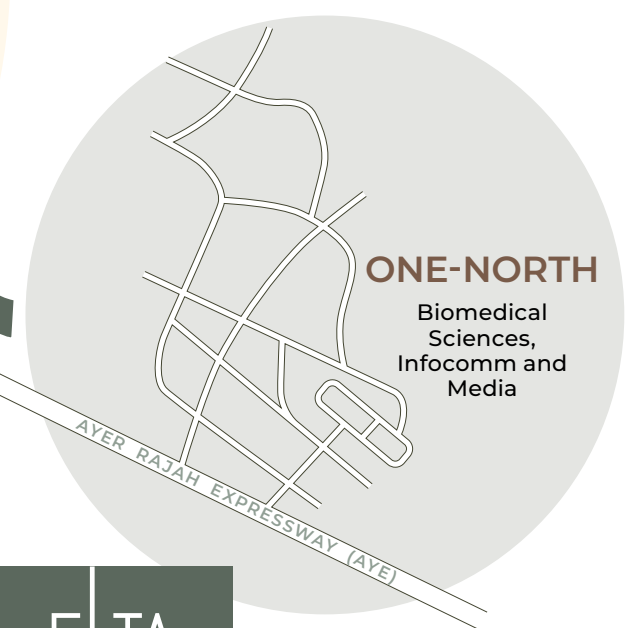 ONE-NORTH
Biomedical
Sciences,
Infocomm and
Media
AYER RAJAH EXPRESSWAY (AYE)